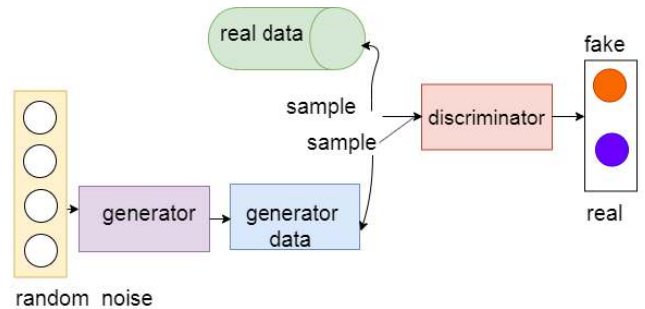 real data
fake
sample
discriminator
sample
generator
generator
data
real
random noise